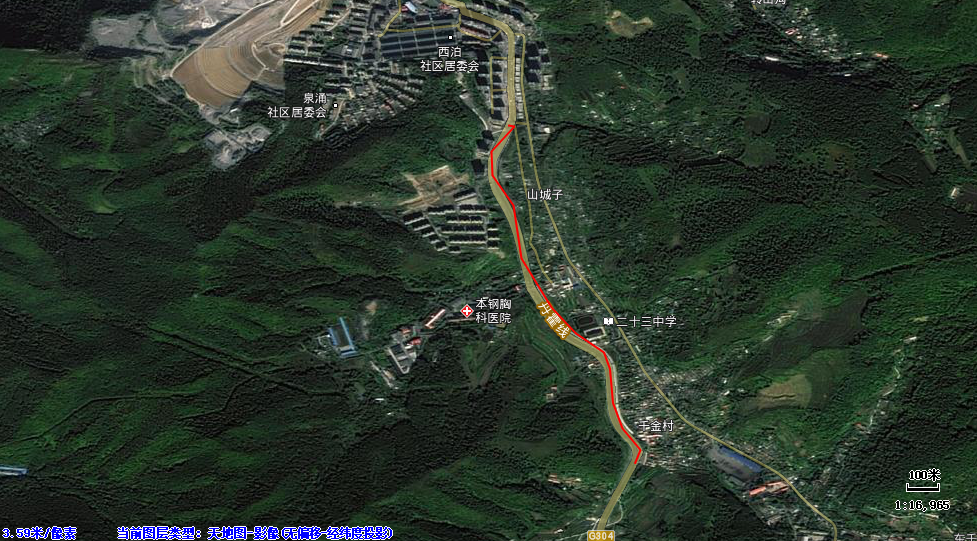 西泊
社区居委会
泉涌
社区居委会
山城子
本钢胸
科医院
丹霍线
二十三中学
千金村
100米
1:16,965
G304
3.59米/像素
当前图层类型：天地图-影像(无偏移-经纬度投影)